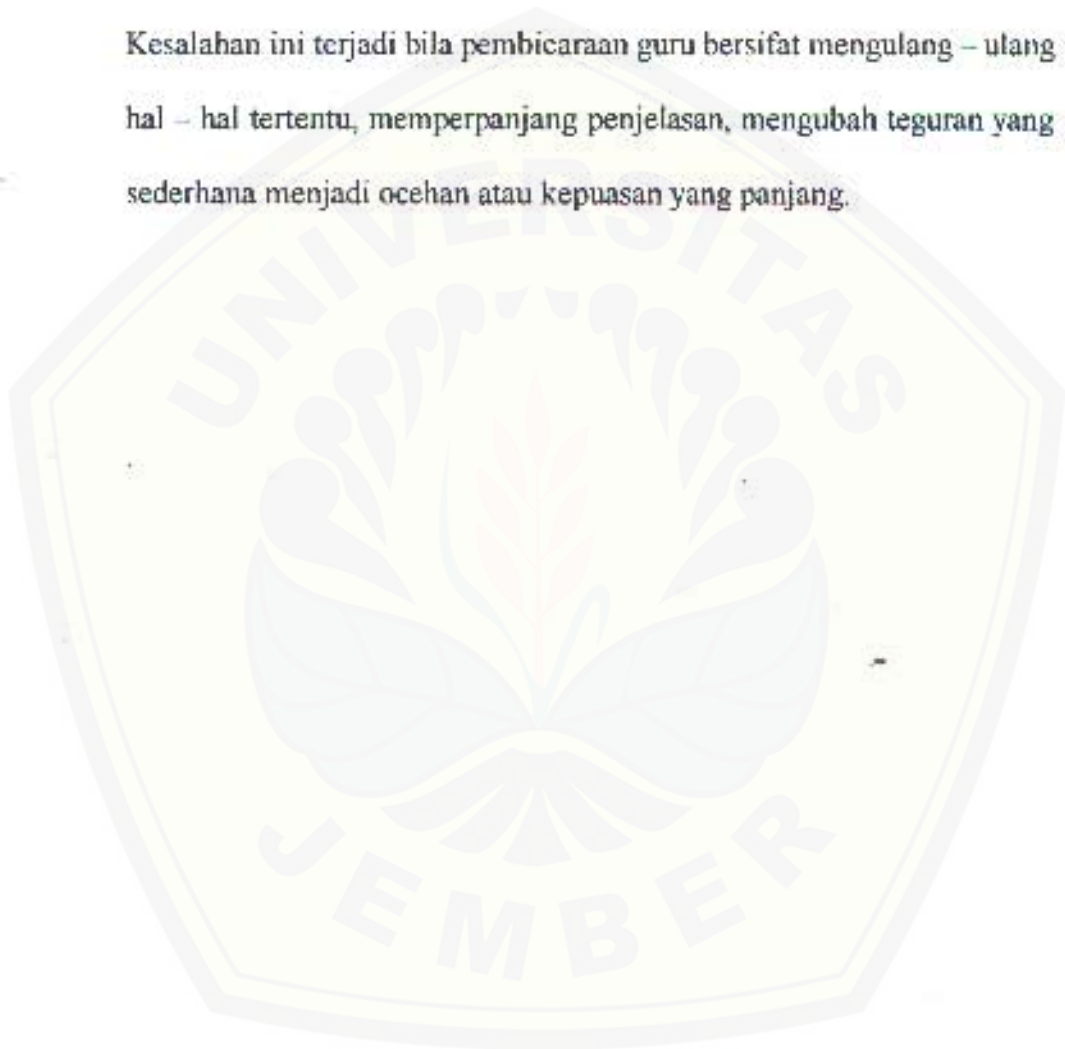 Kesalahan ini terjadi bila pembicaraan guru bersifat mengulang – ulang
hal – hal tertentu, memperpanjang penjelasan, mengubah teguran yang
sederhana menjadi ocehan atau kepuasan yang panjang.
UNIVERSITAS
JEMBER